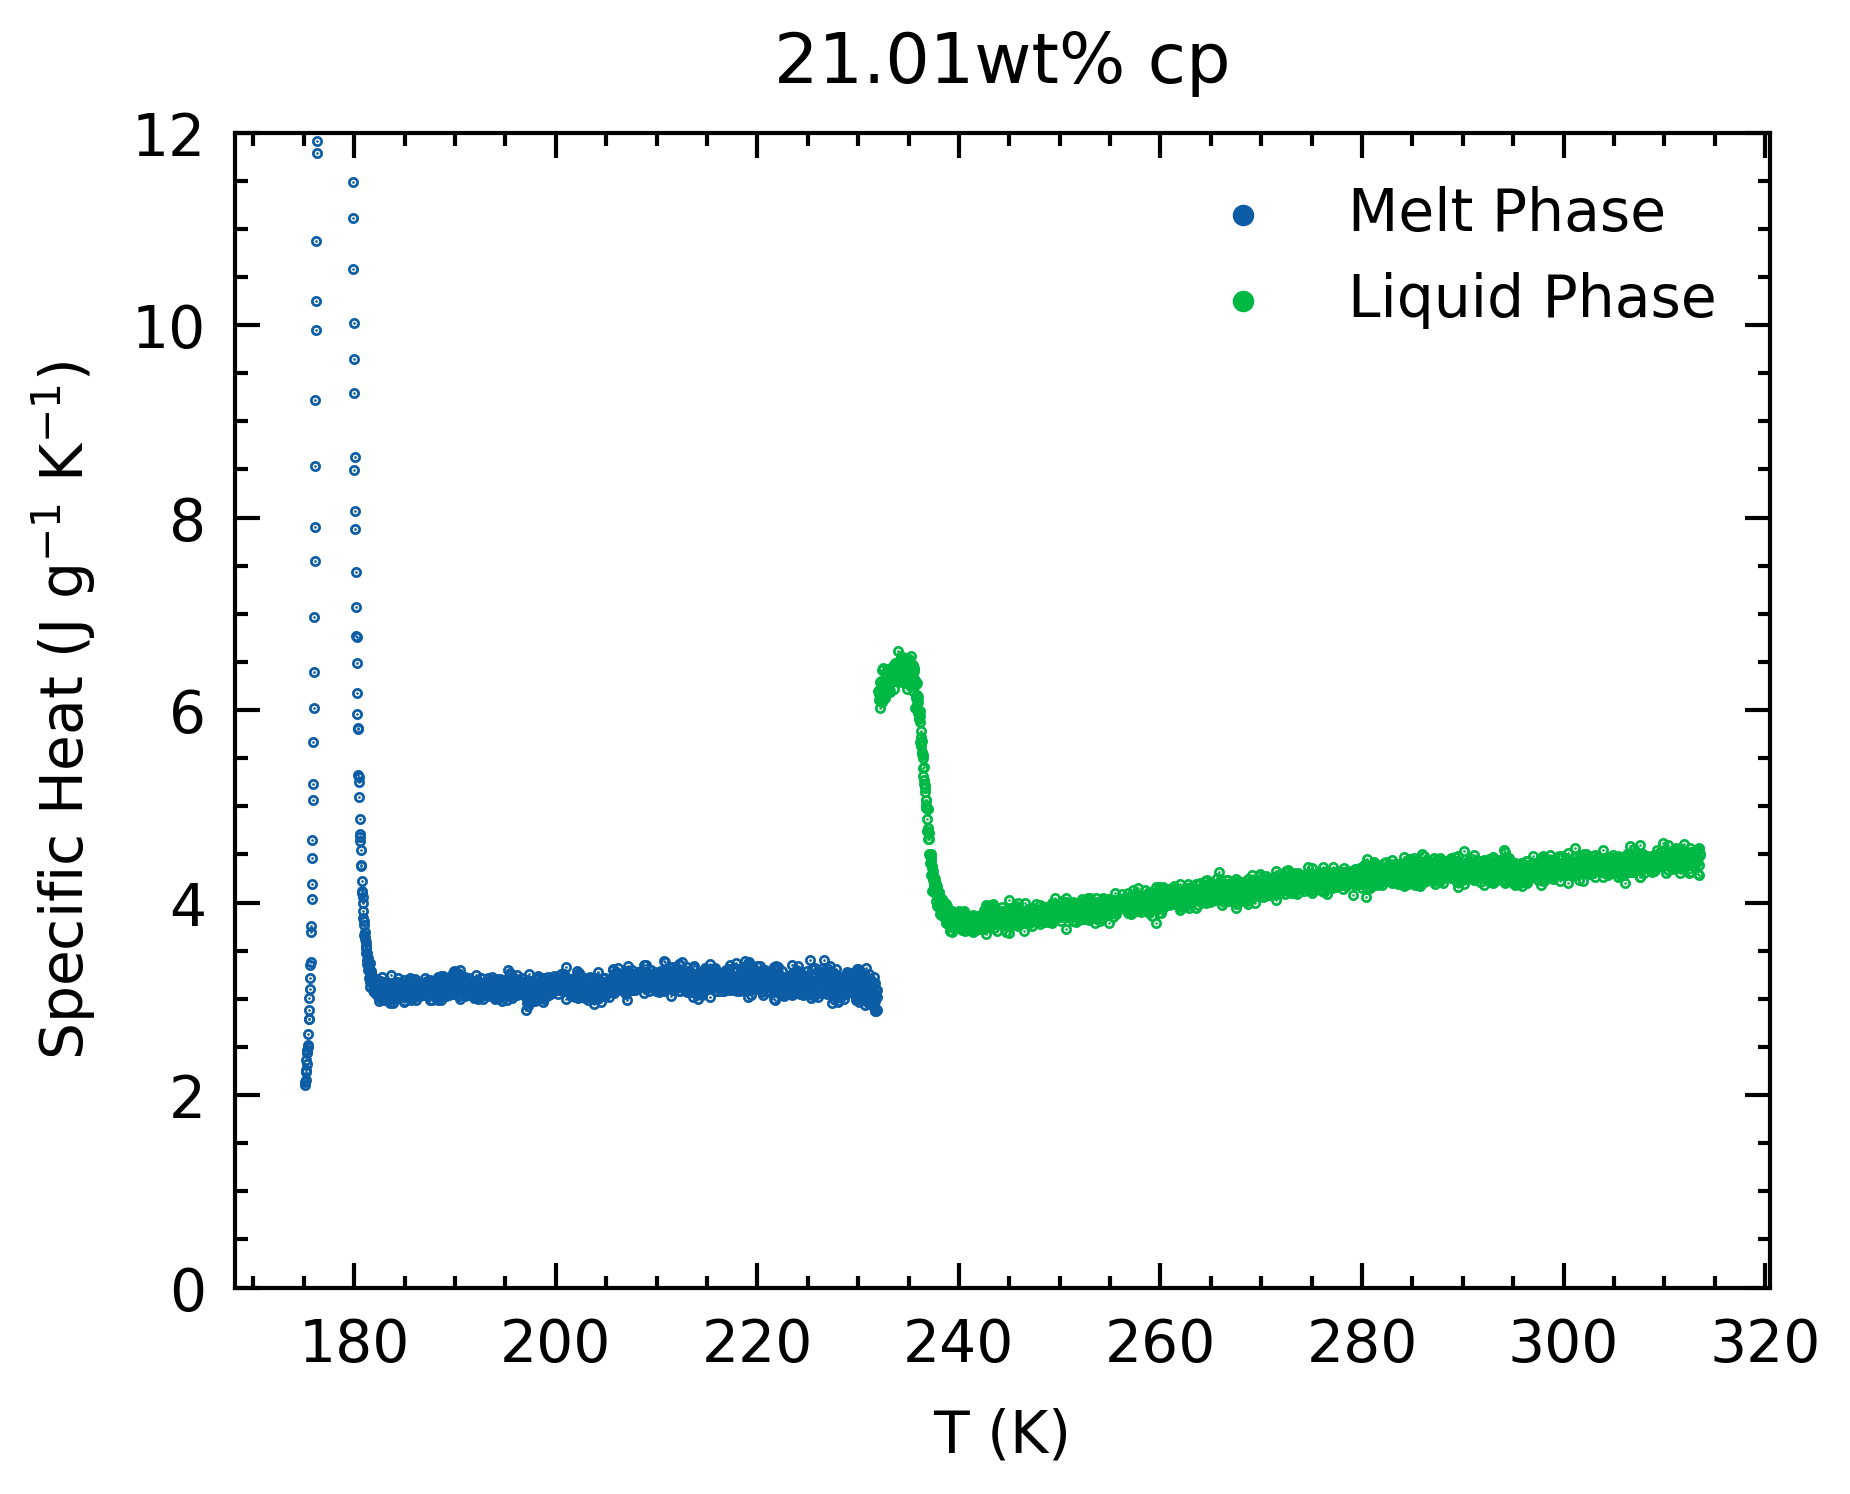 21.01wt% cp
12
10
8
6
4
2
0
Specific Heat (J g⁻¹ K⁻¹)
Melt Phase
Liquid Phase
180 200 220 240 260 280 300 320
T (K)